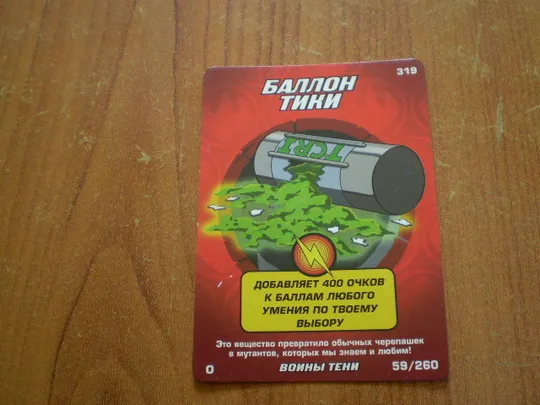 319
БАЛЛОН
ТИКИ
TCRI
ДОБАВЛЯЕТ 400 ОЧКОВ
К БАЛЛАМ ЛЮБОГО
УМЕНИЯ ПО ТВОЕМУ
ВЫБОРУ
Это вещество превратило обычных черепашек
в мутантов, которых мы знаем и любим!
0 ВОИНЫ ТЕНИ 59/260